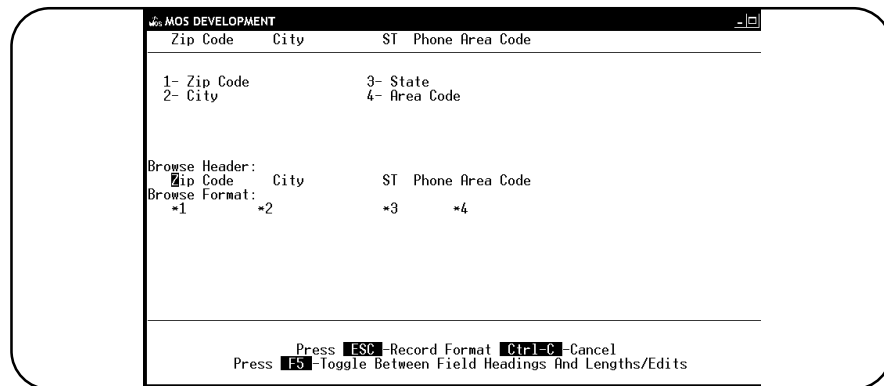 Mos MOS DEVELOPMENT
Zip Code City ST Phone Area Code
1- Zip Code 3- State
2- City 4- Area Code
Browse Header:
Zip Code City ST Phone Area Code
Browse Format:
*1 *2 *3 *4
Press ESC -Record Format Ctrl-C -Cancel
Press F5 -Toggle Between Field Headings And Lengths/Edits